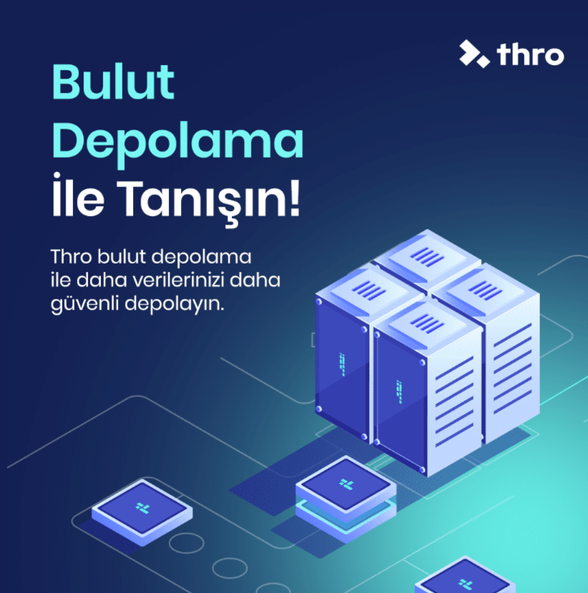 thro
Bulut
Depolama
İle Tanışın!
Thro bulut depolama
ile daha verilerinizi daha
güvenli depolayın.